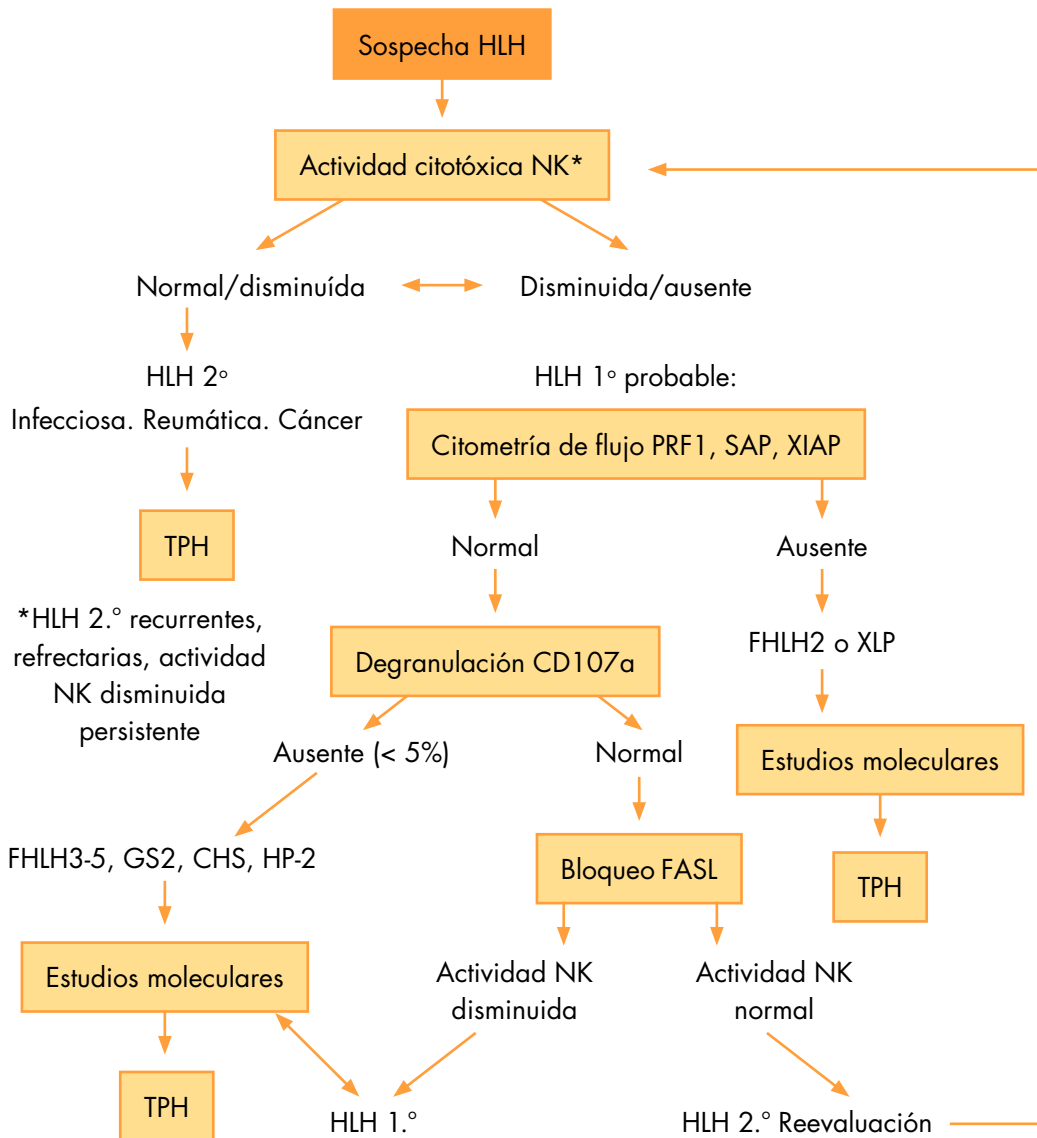 Sospecha HLH
Actividad citotóxica NK*
Normal/disminuída
Disminuida/ausente
HLH 2º
Infecciosa. Reumática. Cáncer
HLH 1º probable:
Citometría de flujo PRF1, SAP, XIAP
TPH
Normal
Ausente
*HLH 2.º recurrentes,
refrectarias, actividad
NK disminuida
persistente
Degranulación CD107a
FHLH2 o XLP
Ausente (< 5%)
Normal
Estudios moleculares
FHLH3-5, GS2, CHS, HP-2
Bloqueo FASL
TPH
Estudios moleculares
Actividad NK
disminuida
Actividad NK
normal
TPH
HLH 1.º
HLH 2.º Reevaluación